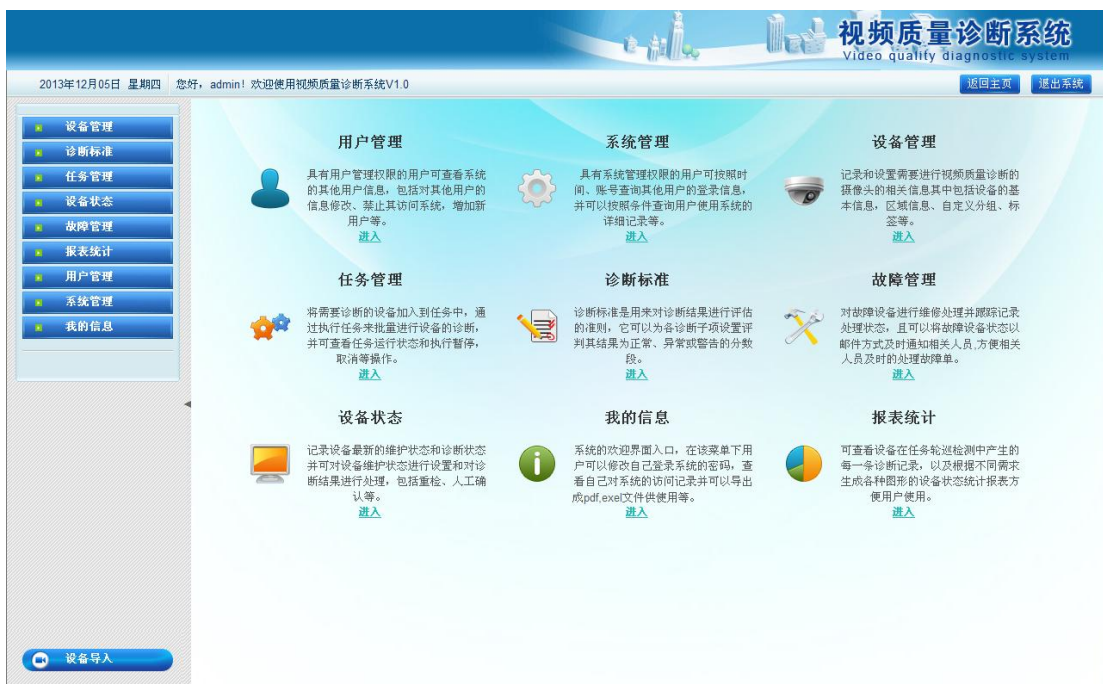 视频质量诊断系统
Video quality diagnostic system
2013年12月05日 星期四 您好，admin！欢迎使用视频质量诊断系统V1.0
返回主页 退出系统
设备管理
诊断标准
任务管理
设备状态
故障管理
报表统计
用户管理
系统管理
我的信息
设备导入
用户管理
具有用户管理权限的用户可查看系统
的其他用户信息，包括对其他用户的
信息修改、禁止其访问系统，增加新
用户等。
进入
系统管理
具有系统管理权限的用户可按照时
间、账号查询其他用户的登录信息，
并可以按照条件查询用户使用系统的
详细记录等。
进入
设备管理
记录和设置需要进行视频质量诊断的
摄像头的相关信息其中包括设备的基
本信息，区域信息、自定义分组、标
签等。
进入
任务管理
将需要诊断的设备加入到任务中，通
过执行任务来批量进行设备的诊断，
并可查看任务运行状态和执行暂停，
取消等操作。
进入
诊断标准
诊断标准是用来对诊断结果进行评估
的准则，它可以为各诊断子项设置评
判其结果为正常、异常或警告的分数
段。
进入
故障管理
对故障设备进行维修处理并跟踪记录
处理状态，且可以将故障设备状态以
邮件方式及时通知相关人员,方便相关
人员及时的处理故障单。
进入
设备状态
记录设备最新的维护状态和诊断状态
并可对设备维护状态进行设置和对诊
断结果进行处理，包括重检、人工确
认等。
进入
我的信息
系统的欢迎界面入口，在该菜单下用
户可以修改自己登录系统的密码，查
看自己对系统的访问记录并可以导出
成pdf,exel文件供使用等。
进入
报表统计
可查看设备在任务轮巡检测中产生的
每一条诊断记录，以及根据不同需求
生成各种图形的设备状态统计报表方
便用户使用。
进入